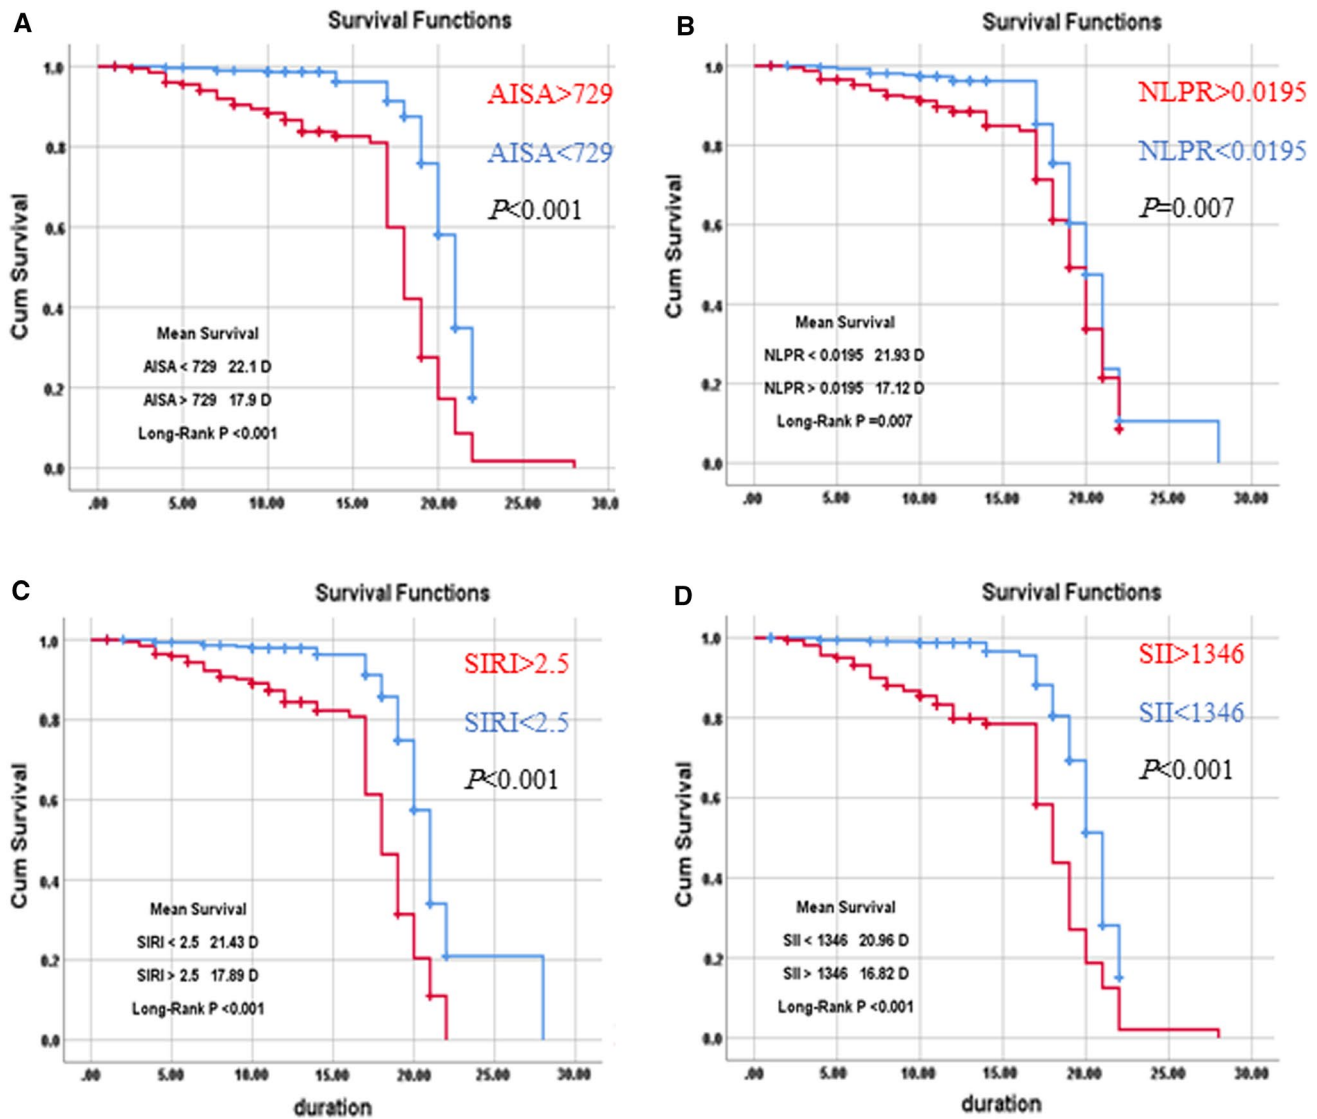 A
Survival Functions
Cum Survival
1.0
0.8
0.6
0.4
0.2
0.0
AISA>729
AISA<729
P<0.001
Mean Survival
AISA < 729 22.1 D
AISA > 729 17.9 D
Long-Rank P <0.001
.00 5.00 10.00 15.00 20.00 25.00 30.0
B
Survival Functions
Cum Survival
1.0
0.8
0.6
0.4
0.2
0.0
NLPR>0.0195
NLPR<0.0195
P=0.007
Mean Survival
NLPR < 0.0195 21.93 D
NLPR > 0.0195 17.12 D
Long-Rank P =0.007
.00 5.00 10.00 15.00 20.00 25.00 30.00
C
Survival Functions
Cum Survival
1.0
0.8
0.6
0.4
0.2
0.0
SIRI>2.5
SIRI<2.5
P<0.001
Mean Survival
SIRI < 2.5 21.43 D
SIRI > 2.5 17.89 D
Long-Rank P <0.001
.00 5.00 10.00 15.00 20.00 25.00 30.00
duration
D
Survival Functions
Cum Survival
1.0
0.8
0.6
0.4
0.2
0.0
SII>1346
SII<1346
P<0.001
Mean Survival
SII < 1346 20.96 D
SII > 1346 16.82 D
Long-Rank P <0.001
.00 5.00 10.00 15.00 20.00 25.00 30.00
duration